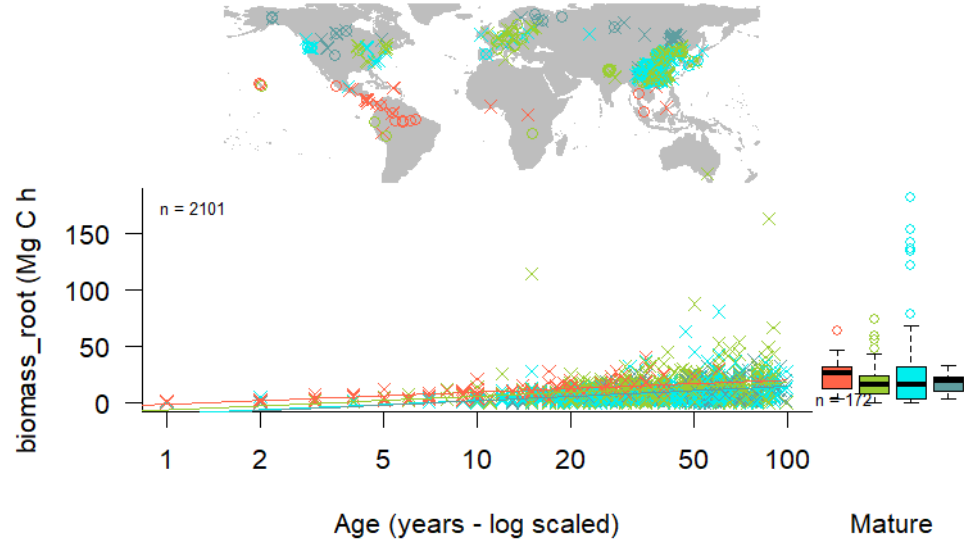 n = 2101
biomass_root (Mg C h
150
100
50
0
n = 172
1 2 5 10 20 50 100
Age (years - log scaled)
Mature